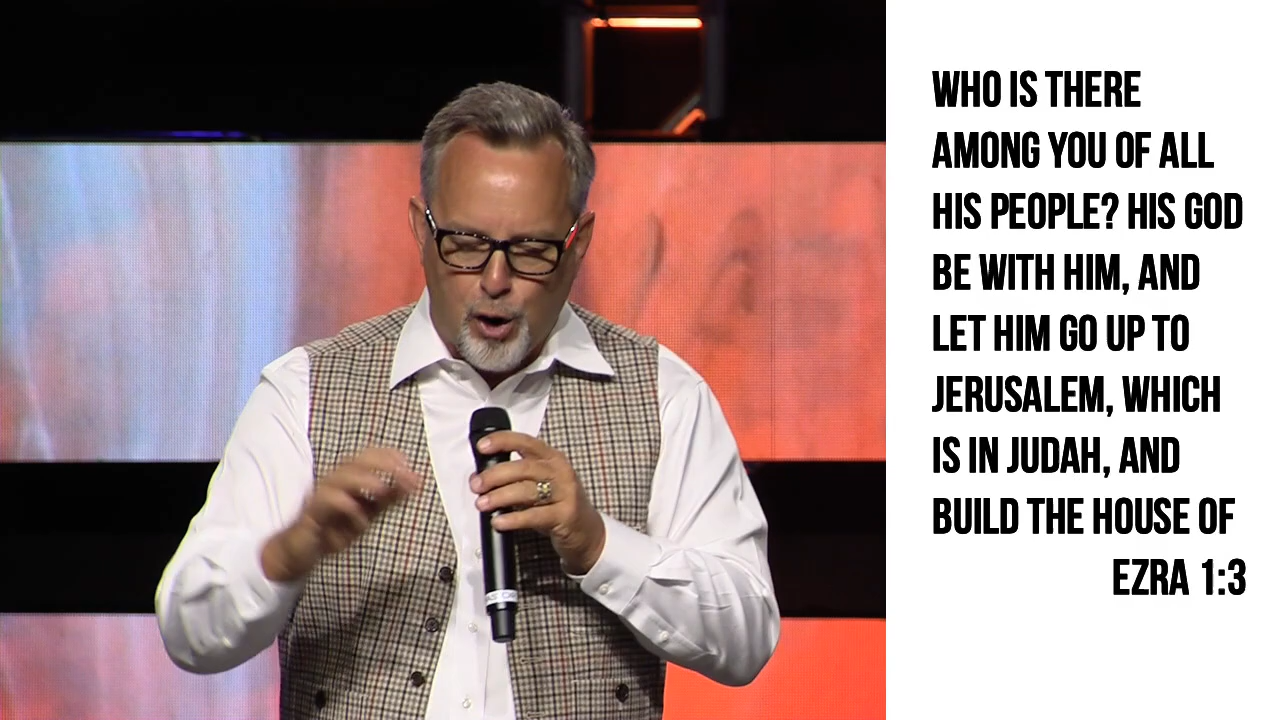 WHO IS THERE
AMONG YOU OF ALL
HIS PEOPLE? HIS GOD
BE WITH HIM, AND
LET HIM GO UP TO
JERUSALEM, WHICH
IS IN JUDAH, AND
BUILD THE HOUSE OF
EZRA 1:3